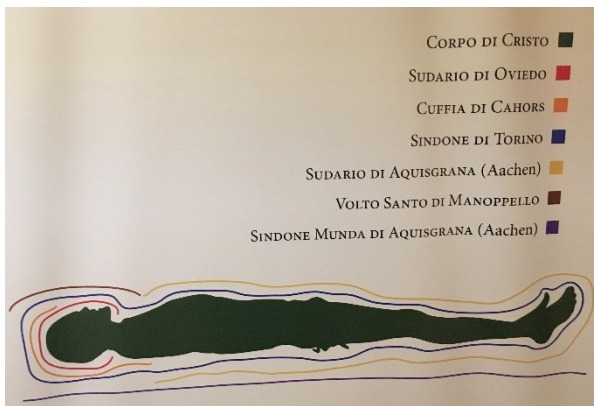 Corpo di Cristo
Sudario di Oviedo
Cuffia di Cahors
Sindone di Torino
Sudario di Aquisgrana (Aachen)
Volto Santo di Manoppello
Sindone Munda di Aquisgrana (Aachen)